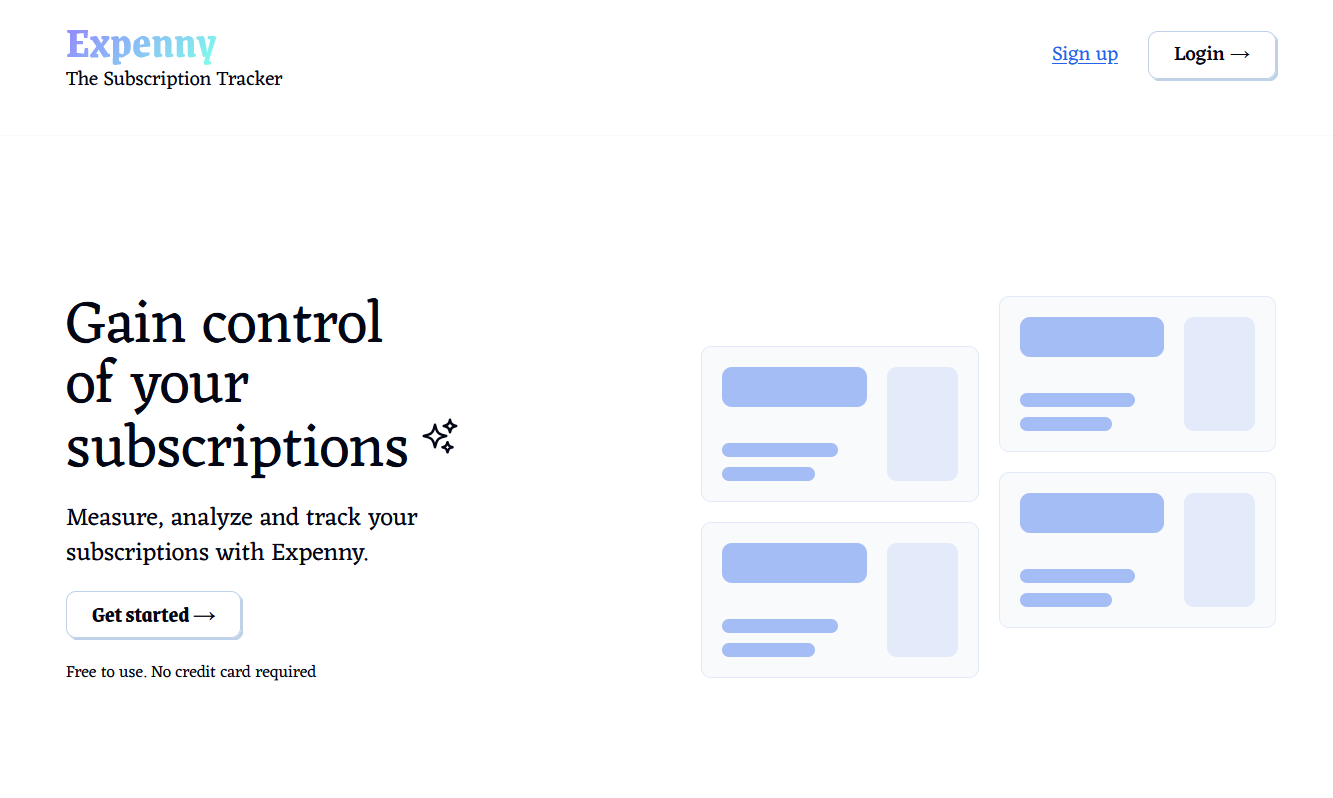 Expenny
The Subscription Tracker
Sign up
Login →
Gain control
of your
subscriptions
Measure, analyze and track your
subscriptions with Expenny.
Get started →
Free to use. No credit card required